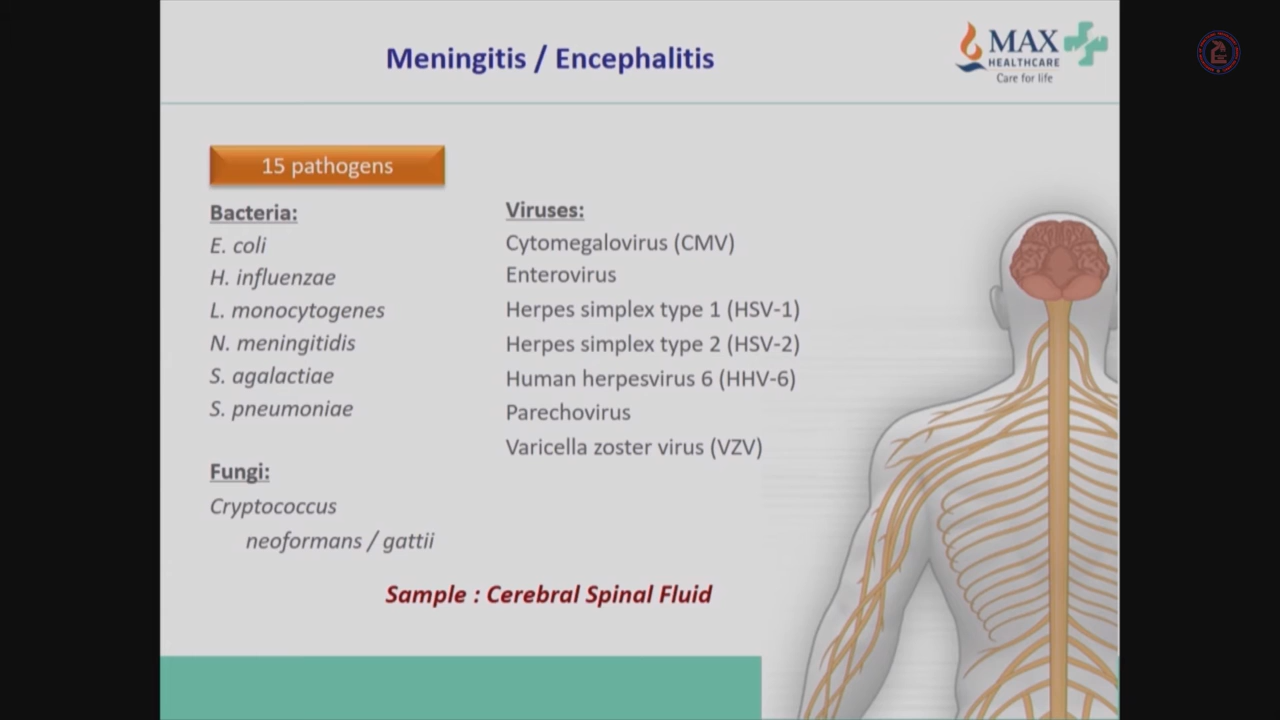 Meningitis / Encephalitis
MAX
HEALTHCARE
Care for life
15 pathogens
Bacteria:
E. coli
H. influenzae
L. monocytogenes
N. meningitidis
S. agalactiae
S. pneumoniae
Fungi:
Cryptococcus
neoformans / gattii
Viruses:
Cytomegalovirus (CMV)
Enterovirus
Herpes simplex type 1 (HSV-1)
Herpes simplex type 2 (HSV-2)
Human herpesvirus 6 (HHV-6)
Parechovirus
Varicella zoster virus (VZV)
Sample : Cerebral Spinal Fluid